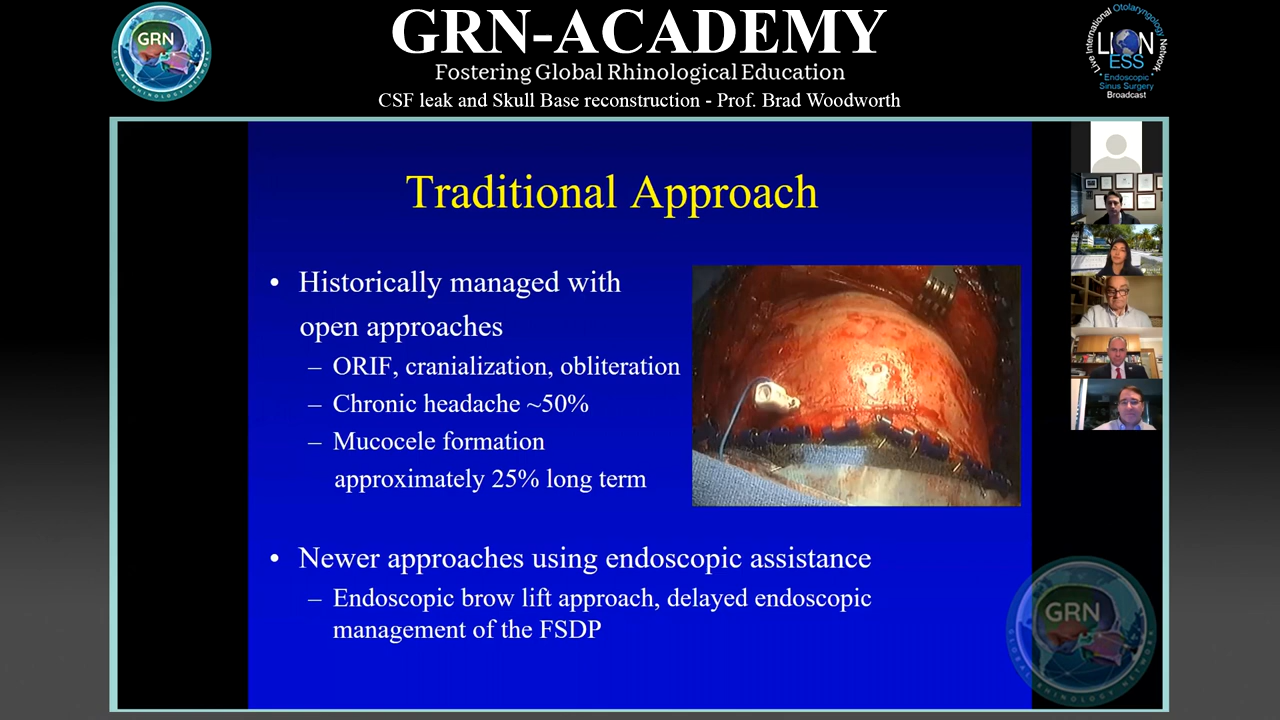 GRN
GRN-ACADEMY
Fostering Global Rhinological Education
CSF leak and Skull Base reconstruction - Prof. Brad Woodworth
Live International Otolaryngology Network
LION
ESS
Endoscopic
Sinus Surgery
Broadcast
Traditional Approach
• Historically managed with
open approaches
– ORIF, cranialization, obliteration
– Chronic headache ~50%
– Mucocele formation
approximately 25% long term
• Newer approaches using endoscopic assistance
– Endoscopic brow lift approach, delayed endoscopic
management of the FSDP
GRN
GLOBAL RHINOLOGY NETWORK